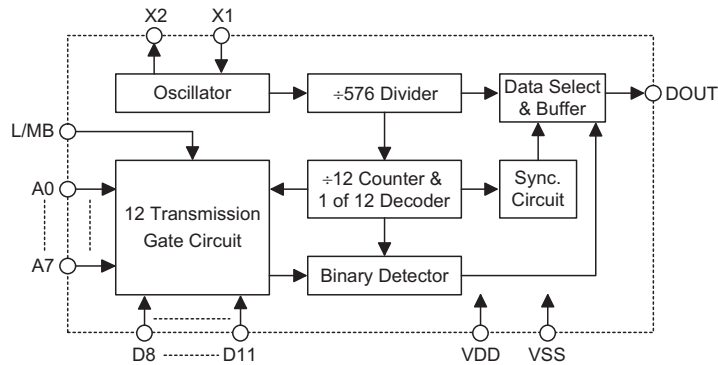 X2 X1
Oscillator
÷576 Divider
Data Select
& Buffer
DOUT
L/MB
A0
12 Transmission
Gate Circuit
÷12 Counter &
1 of 12 Decoder
Sync.
Circuit
A7
Binary Detector
D8 D11 VDD VSS